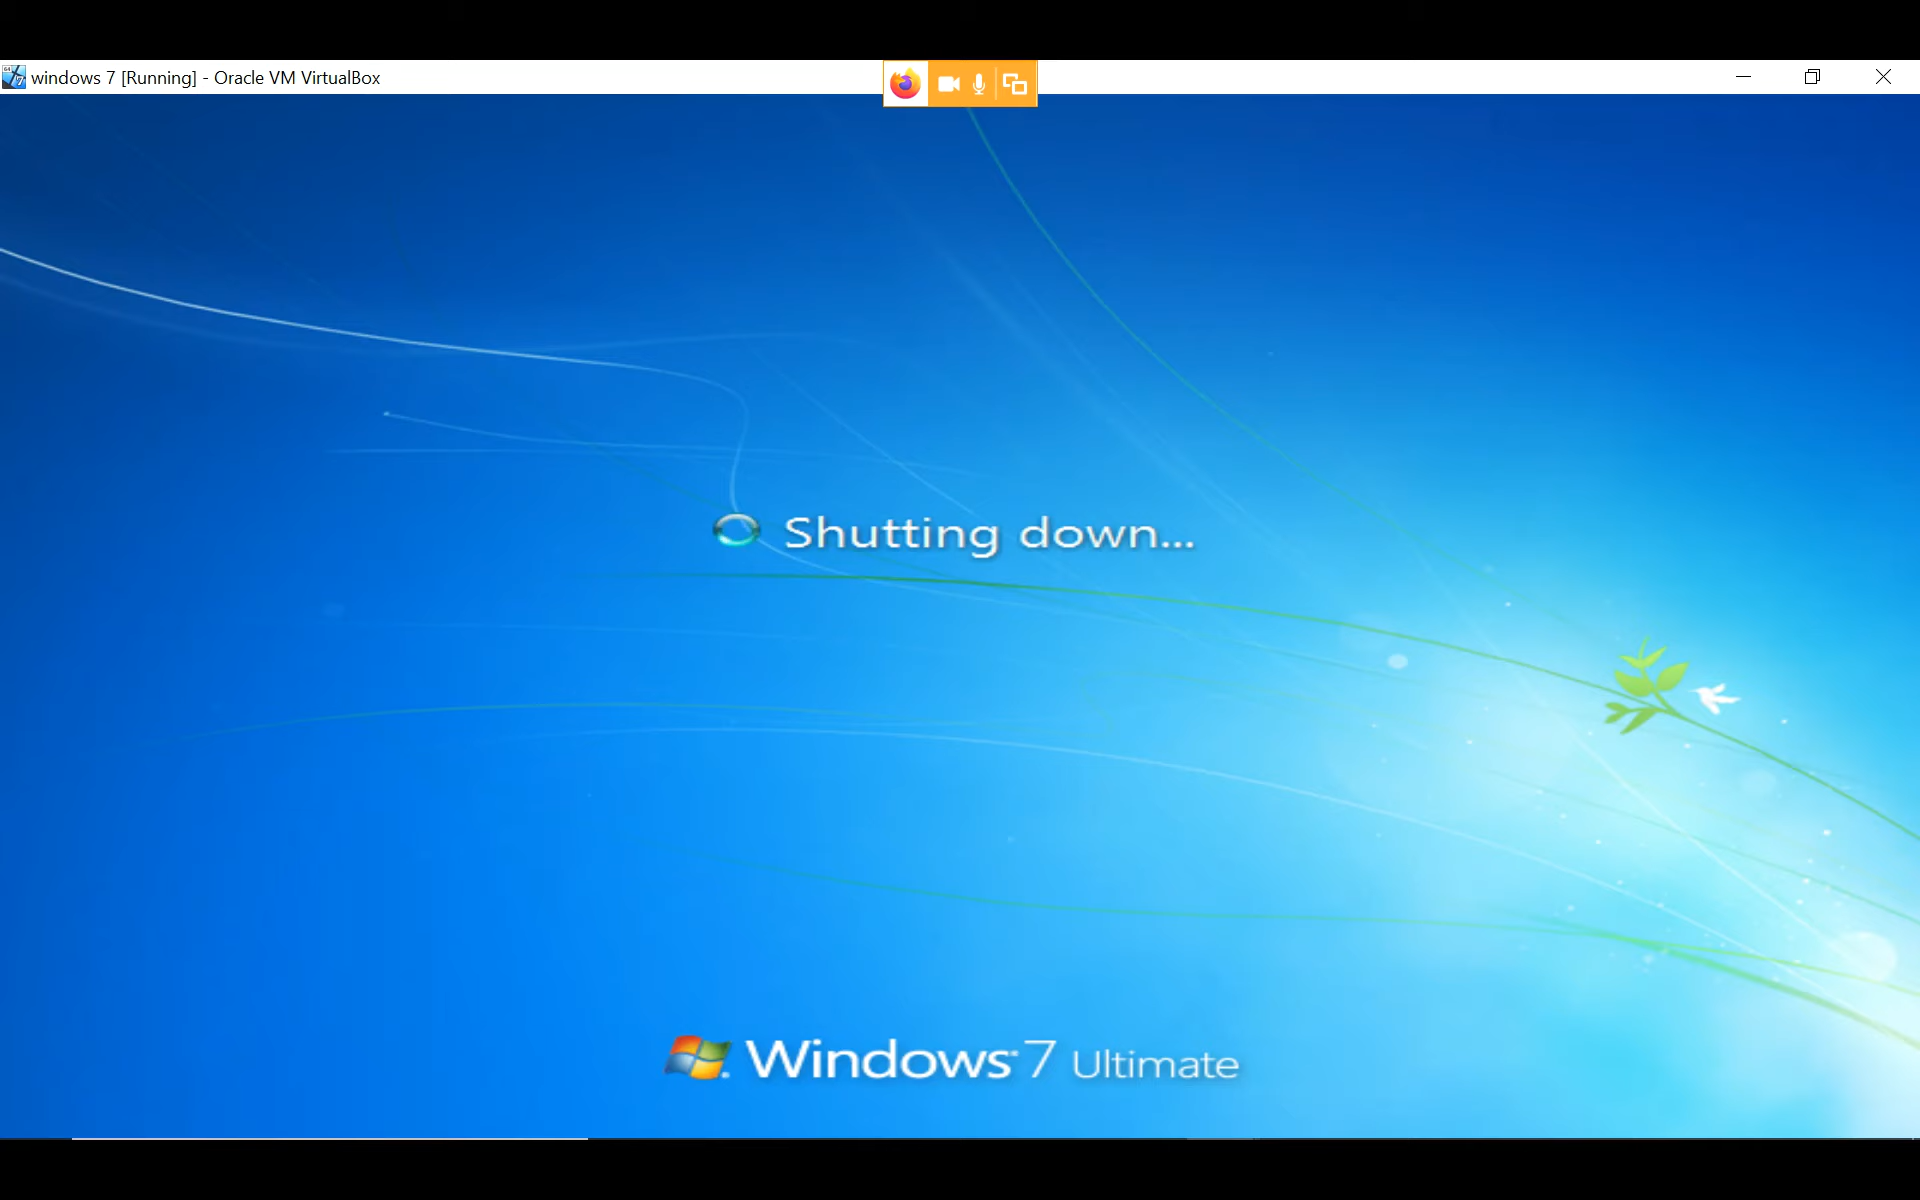 windows 7 [Running] - Oracle VM VirtualBox
Shutting down...
Windows 7 Ultimate